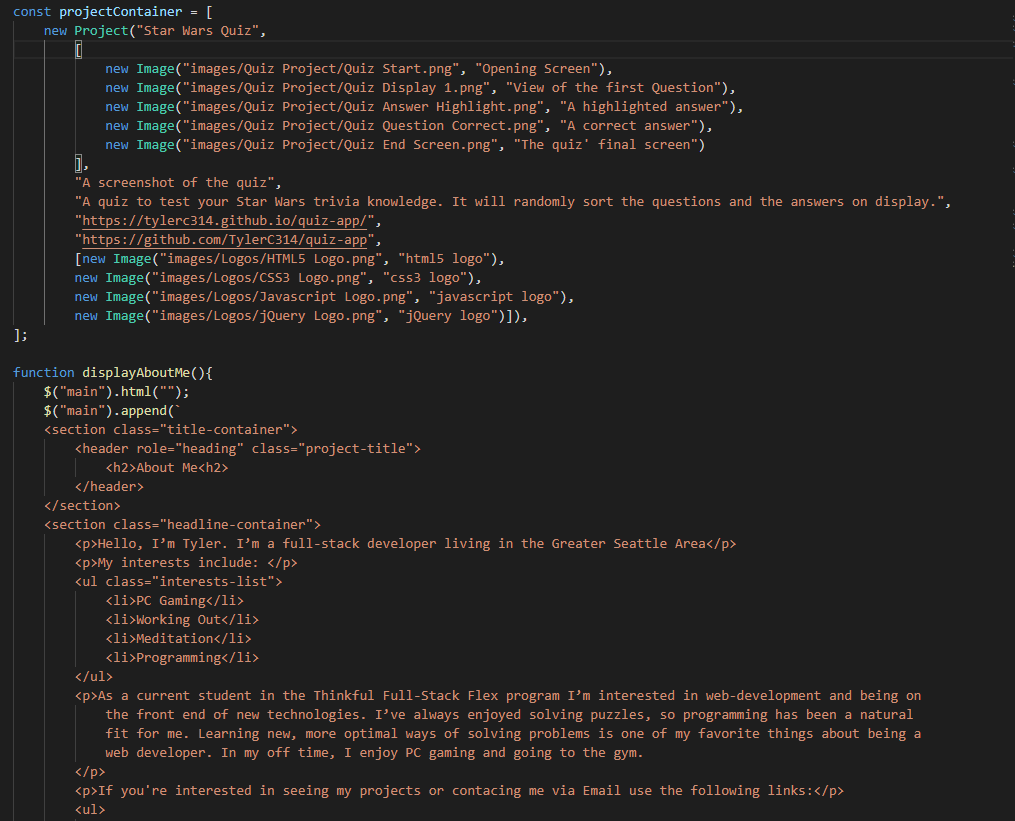 const projectContainer = [
    new Project("Star Wars Quiz",
        [
            new Image("images/Quiz Project/Quiz Start.png", "Opening Screen"),
            new Image("images/Quiz Project/Quiz Display 1.png", "View of the first Question"),
            new Image("images/Quiz Project/Quiz Answer Highlight.png", "A highlighted answer"),
            new Image("images/Quiz Project/Quiz Question Correct.png", "A correct answer"),
            new Image("images/Quiz Project/Quiz End Screen.png", "The quiz' final screen")
        ],
        "A screenshot of the quiz",
        "A quiz to test your Star Wars trivia knowledge. It will randomly sort the questions and the answers on display.",
        "https://tylerc314.github.io/quiz-app/",
        "https://github.com/TylerC314/quiz-app",
        [new Image("images/Logos/HTML5 Logo.png", "html5 logo"),
        new Image("images/Logos/CSS3 Logo.png", "css3 logo"),
        new Image("images/Logos/Javascript Logo.png", "javascript logo"),
        new Image("images/Logos/jQuery Logo.png", "jQuery logo")]),
];

function displayAboutMe(){
    $("main").html("");
    $("main").append(`
    <section class="title-container">
        <header role="heading" class="project-title">
            <h2>About Me<h2>
        </header>
    </section>
    <section class="headline-container">
        <p>Hello, I’m Tyler. I’m a full-stack developer living in the Greater Seattle Area</p>
        <p>My interests include: </p>
        <ul class="interests-list">
            <li>PC Gaming</li>
            <li>Working Out</li>
            <li>Meditation</li>
            <li>Programming</li>
        </ul>
        <p>As a current student in the Thinkful Full-Stack Flex program I’m interested in web-development and being on
            the front end of new technologies. I’ve always enjoyed solving puzzles, so programming has been a natural
            fit for me. Learning new, more optimal ways of solving problems is one of my favorite things about being a
            web developer. In my off time, I enjoy PC gaming and going to the gym.
        </p>
        <p>If you're interested in seeing my projects or contacing me via Email use the following links:</p>
        <ul>